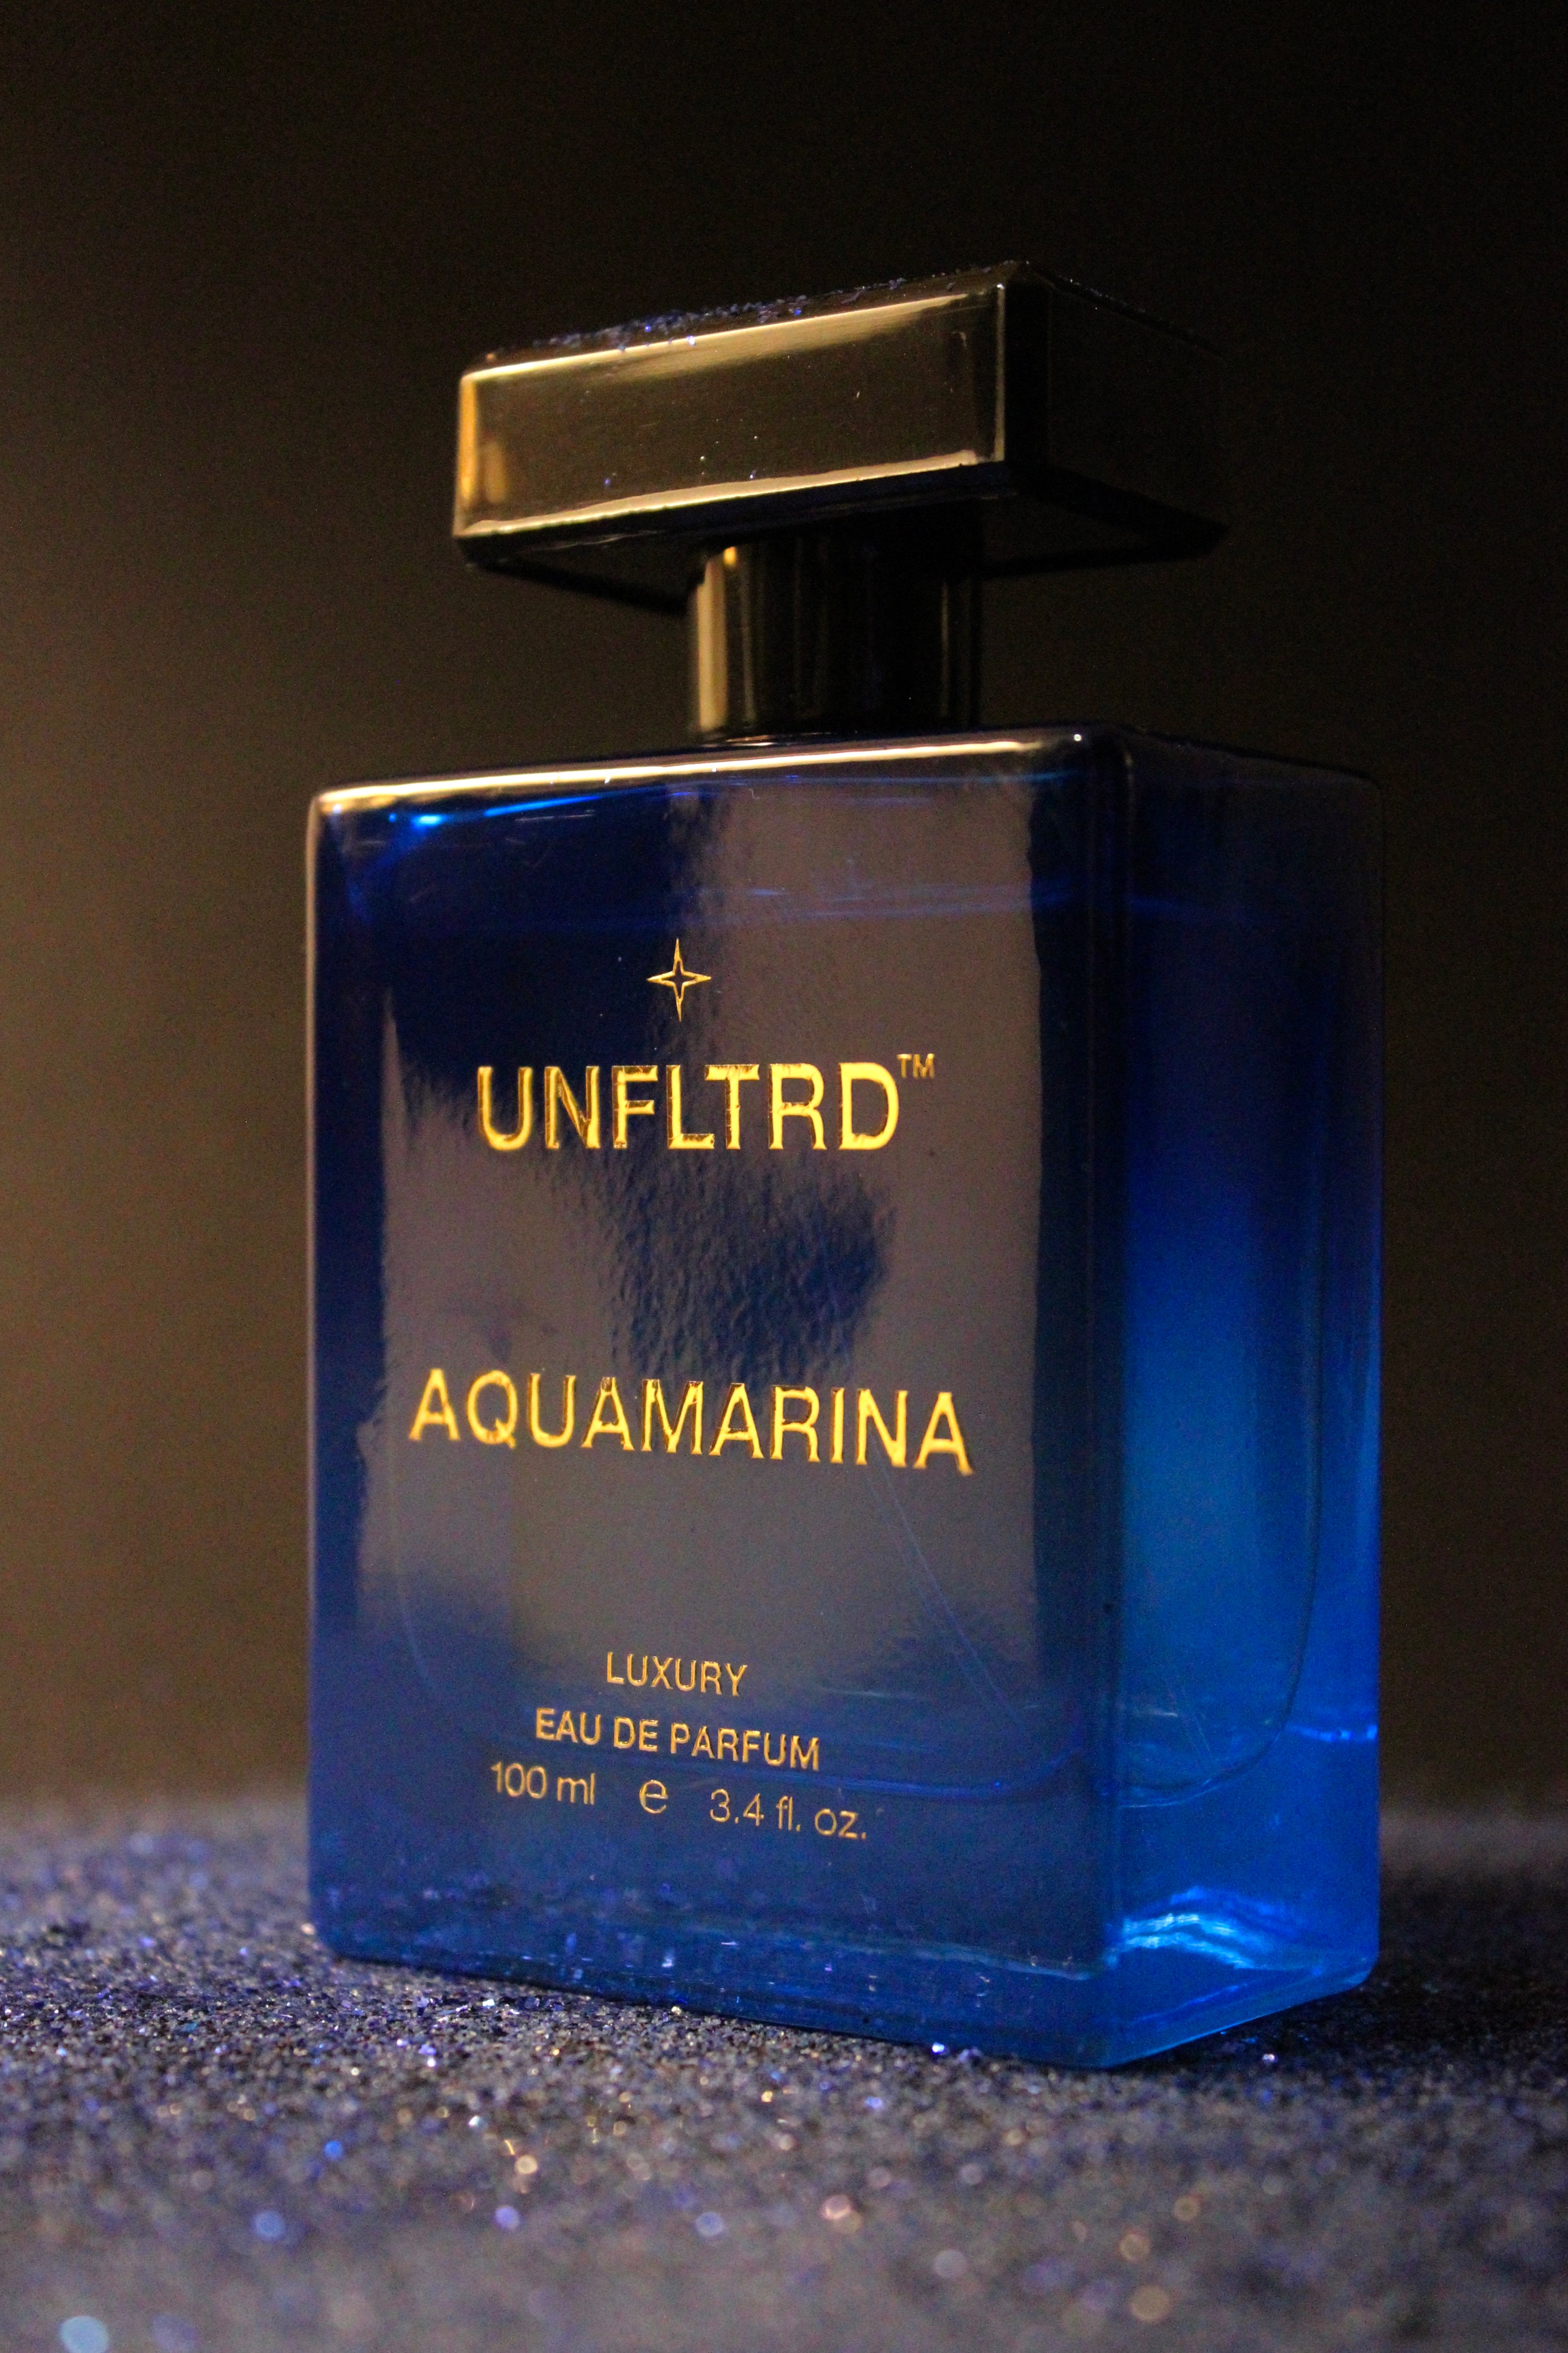 UNFLTRD™
AQUAMARINA
LUXURY
EAU DE PARFUM
100 ml e 3.4 fl. oz.